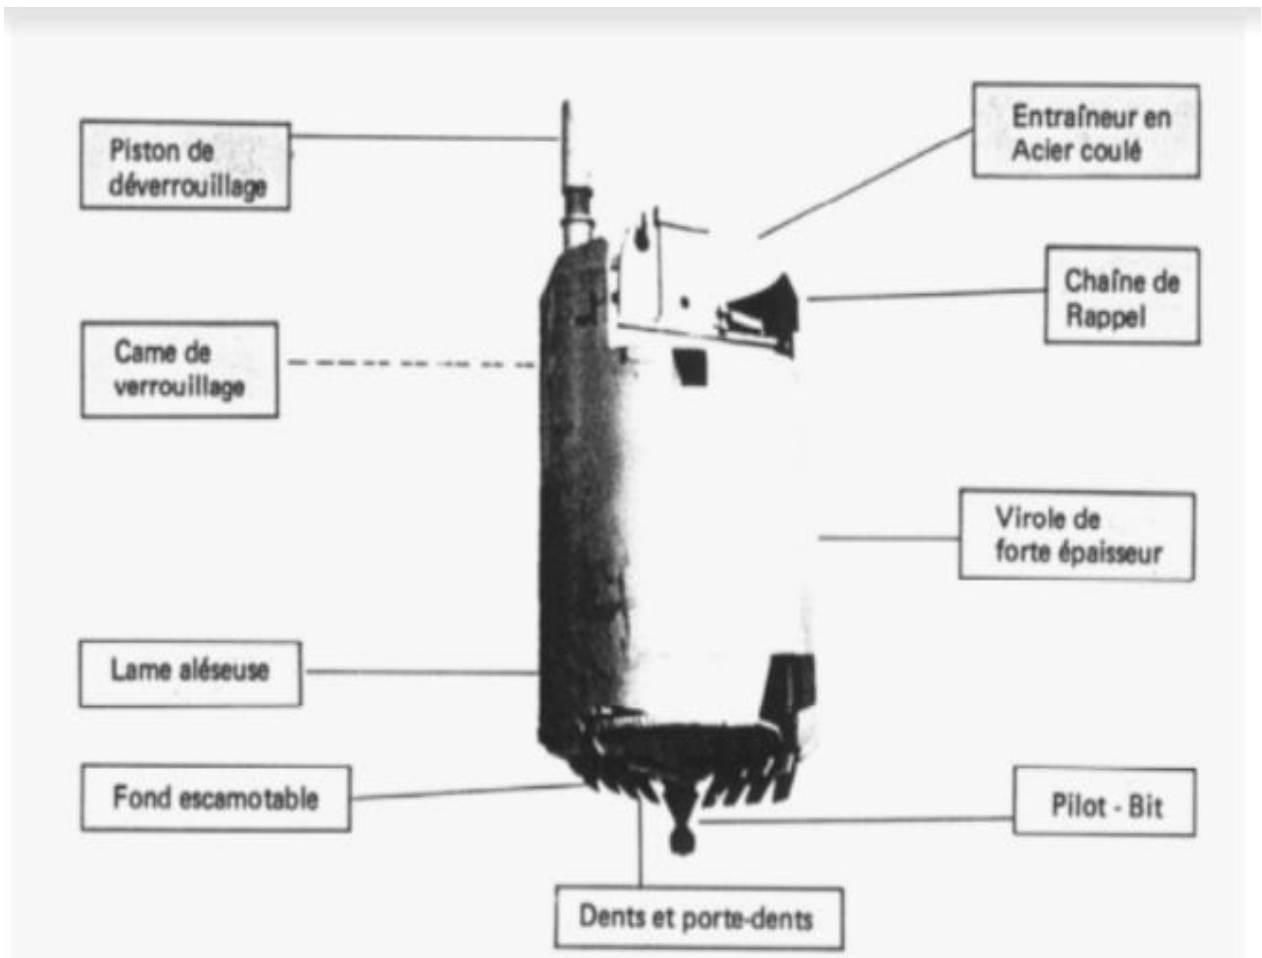 Piston de
déverrouillage
Entraîneur en
Acier coulé
Chaîne de
Rappel
Came de
verrouillage
Virole de
forte épaisseur
Lame aléseuse
Fond escamotable
Pilot - Bit
Dents et porte-dents